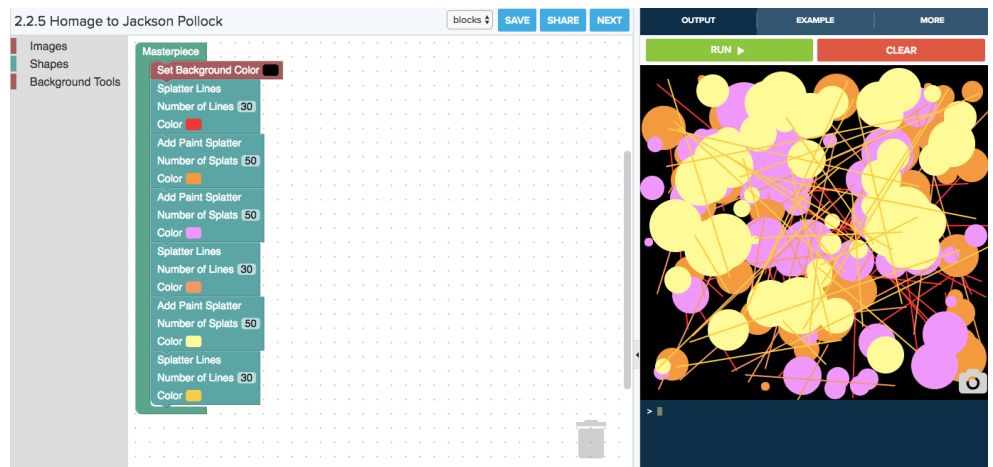 2.2.5 Homage to Jackson Pollock
blocks
SAVE
SHARE
NEXT
OUTPUT
EXAMPLE
MORE
Images
Shapes
Background Tools
Masterpiece
Set Background Color
Splatter Lines
Number of Lines 30
Color
Add Paint Splatter
Number of Splats 50
Color
Add Paint Splatter
Number of Splats 50
Color
Splatter Lines
Number of Lines 30
Color
Add Paint Splatter
Number of Splats 50
Color
Splatter Lines
Number of Lines 30
Color
RUN
CLEAR
>